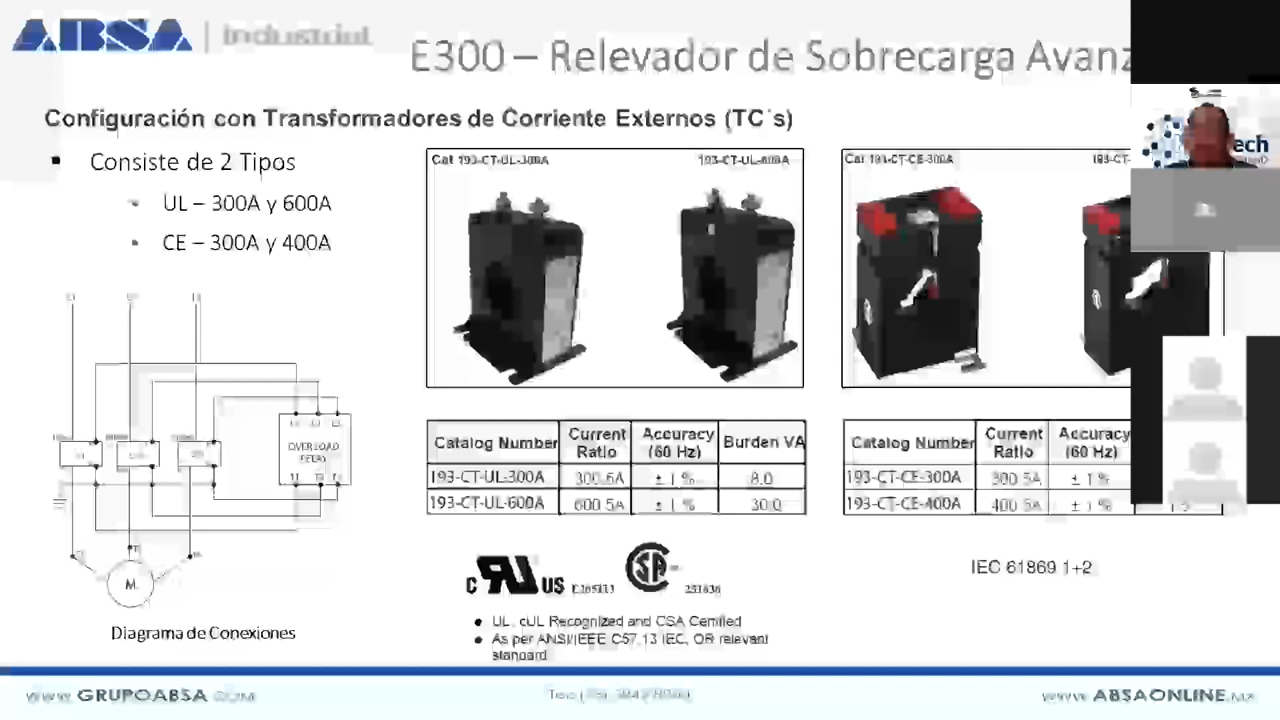 ABSA | Industrial
E300 – Relevador de Sobrecarga Avanz
Configuración con Transformadores de Corriente Externos (TC´s)
Consiste de 2 Tipos
UL – 300A y 600A
CE – 300A y 400A
Cat 193-CT-UL-300A
193-CT-UL-600A
Cat 193-CT-CE-300A
193-CT-
ech
OVERLOAD
RELAY
M
Diagrama de Conexiones
Catalog Number Current Ratio Accuracy (60 Hz) Burden VA
193-CT-UL-300A 300:5A ± 1 % 8.0
193-CT-UL-600A 600:5A ± 1 % 30.0
Catalog Number Current Ratio Accuracy (60 Hz)
193-CT-CE-300A 300:5A ± 1 %
193-CT-CE-400A 400:5A ± 1 %
C US
CSA
UL, cUL Recognized and CSA Certified
As per ANSI/IEEE C57.13 IEC, OR relevant
standard
IEC 61869 1+2
WWW.GRUPOABSA.COM
WWW.ABSAONLINE.MX